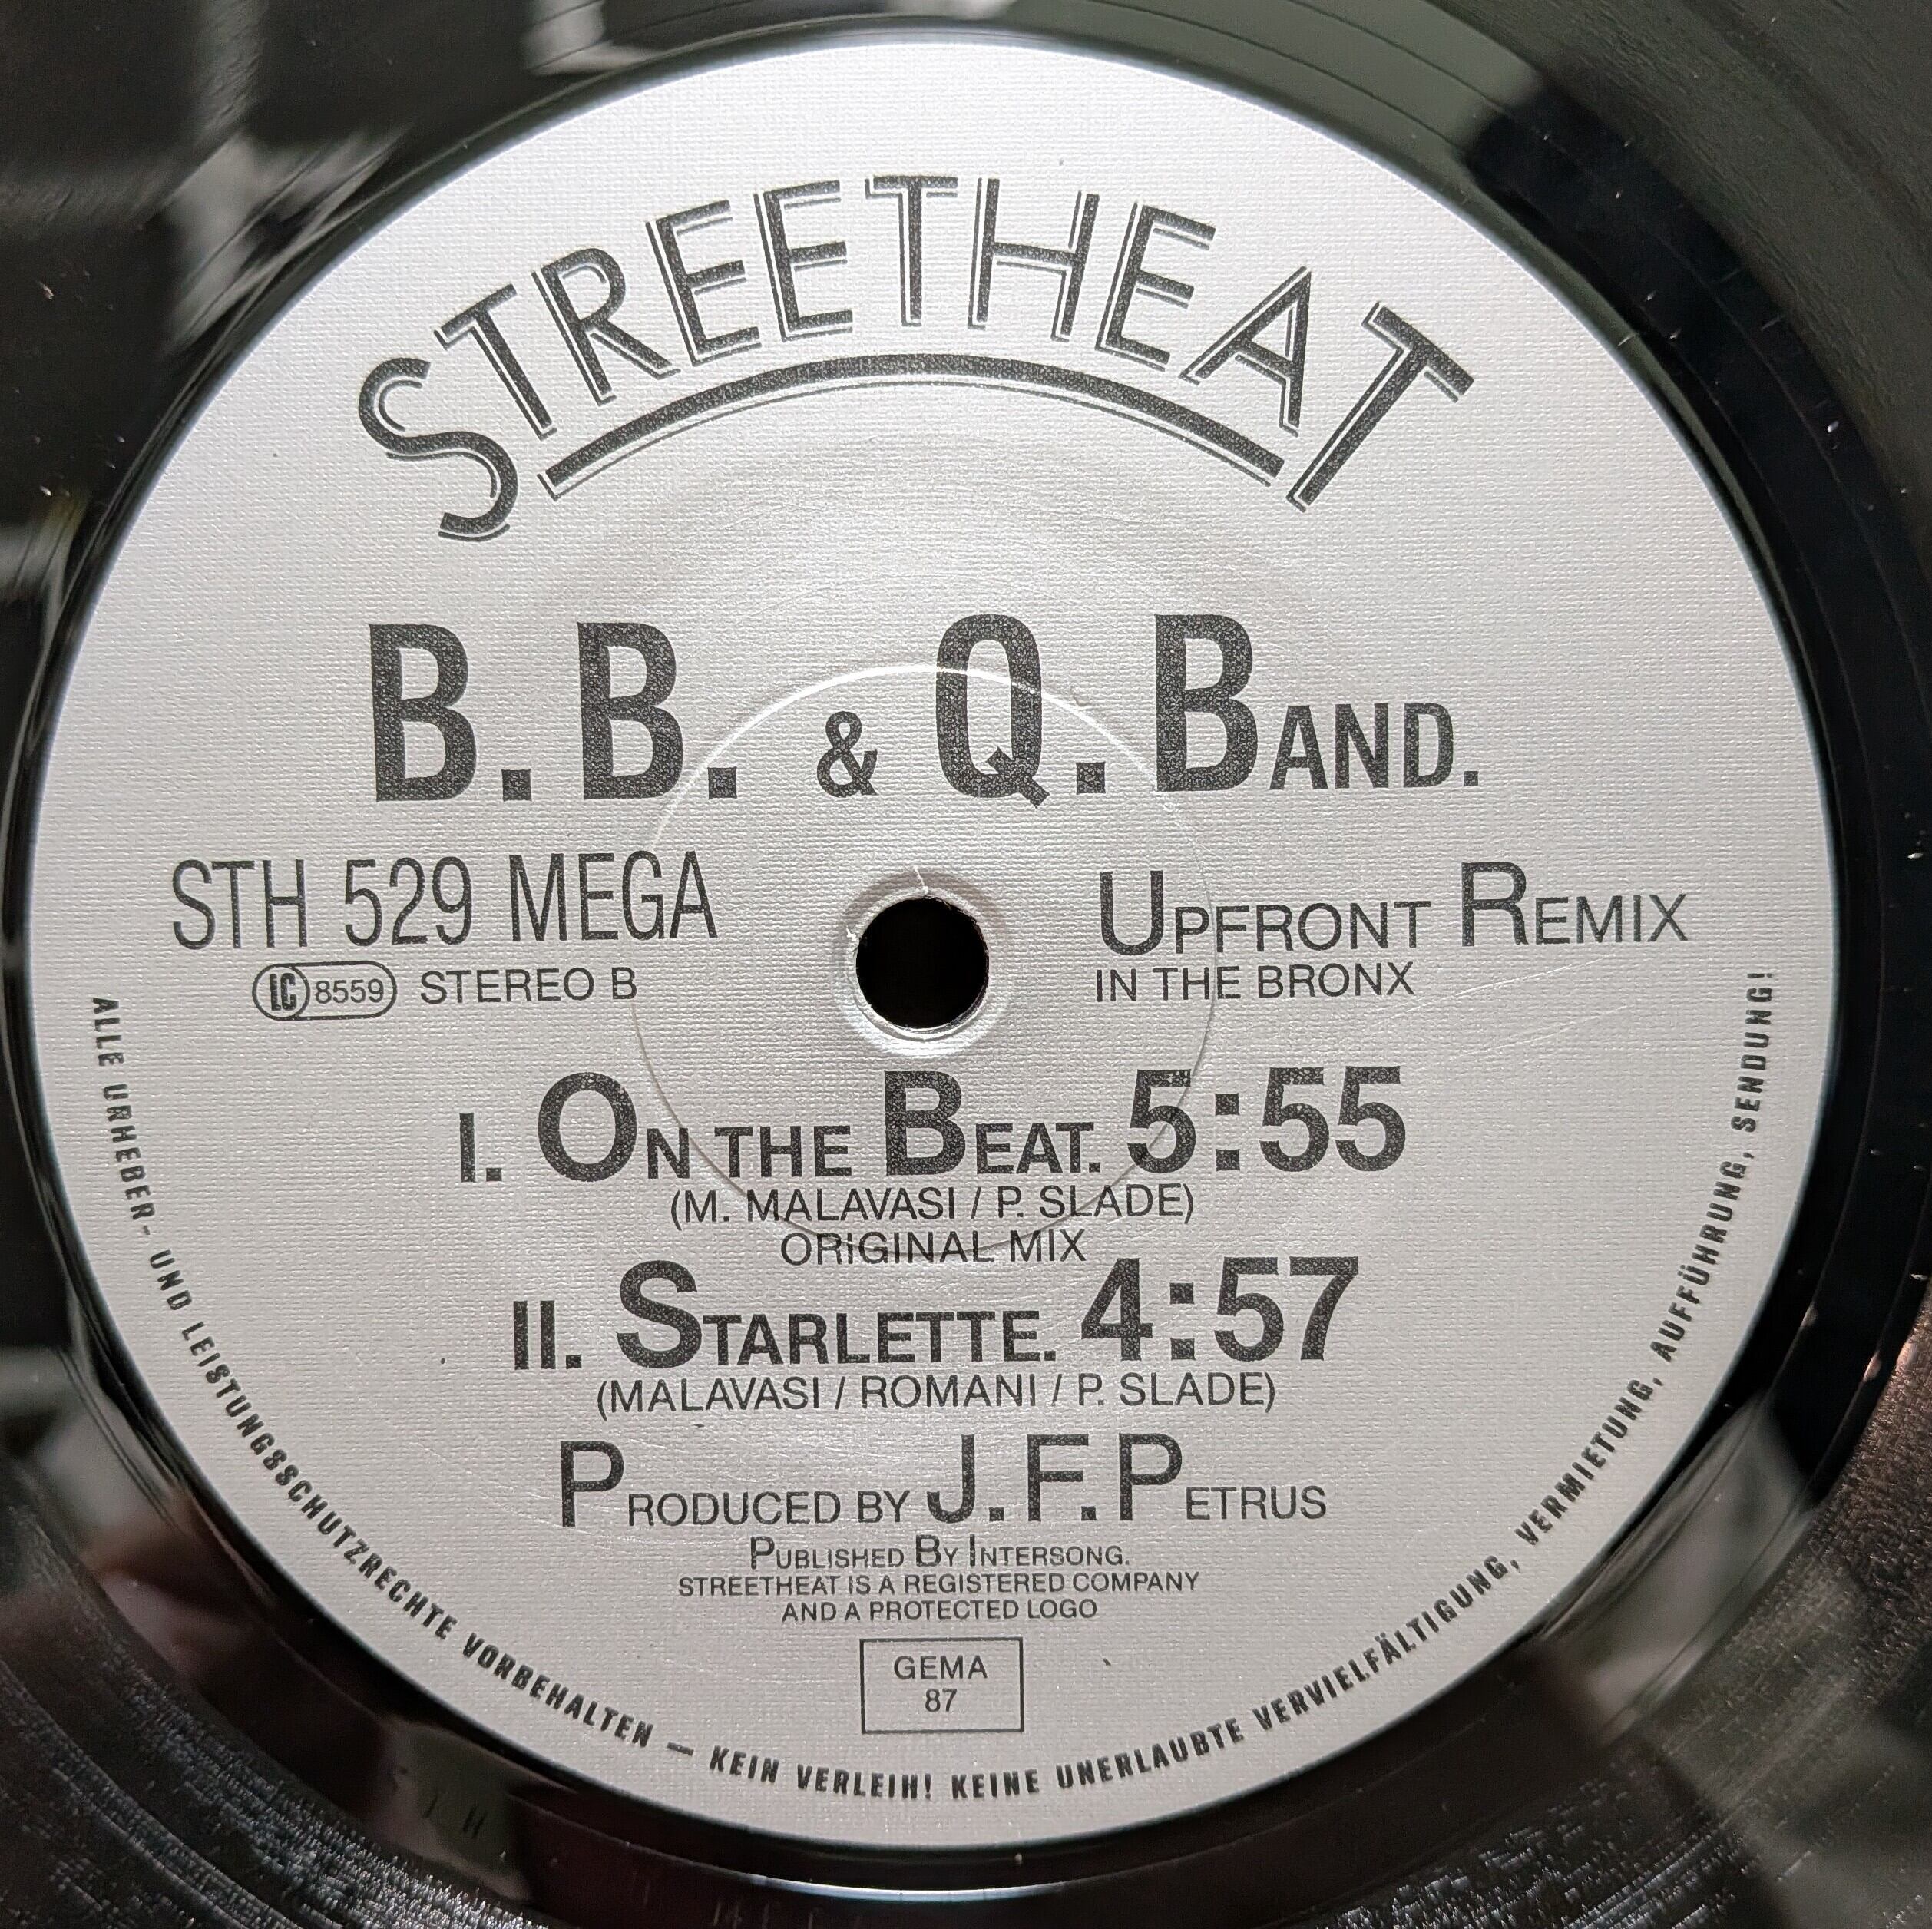 STREETHEAT
B.B. & Q. BAND.
STH 529 MEGA
UPFRONT REMIX
LC 8559 STEREO B
IN THE BRONX
I. ON THE BEAT. 5:55
(M. MALAVASI / P. SLADE)
ORIGINAL MIX
II. STARLETTE. 4:57
(MALAVASI / ROMANI / P. SLADE)
PRODUCED BY J.F.PETRUS
PUBLISHED BY INTERSONG.
STREETHEAT IS A REGISTERED COMPANY
AND A PROTECTED LOGO
GEMA
87
ALLE URHEBER- UND LEISTUNGSSCHUTZRECHTE VORBEHALTEN — KEIN VERLEIH! KEINE UNERLAUBTE VERVIELFÄLTIGUNG, VERMIETUNG, AUFFÜHRUNG, SENDUNG!